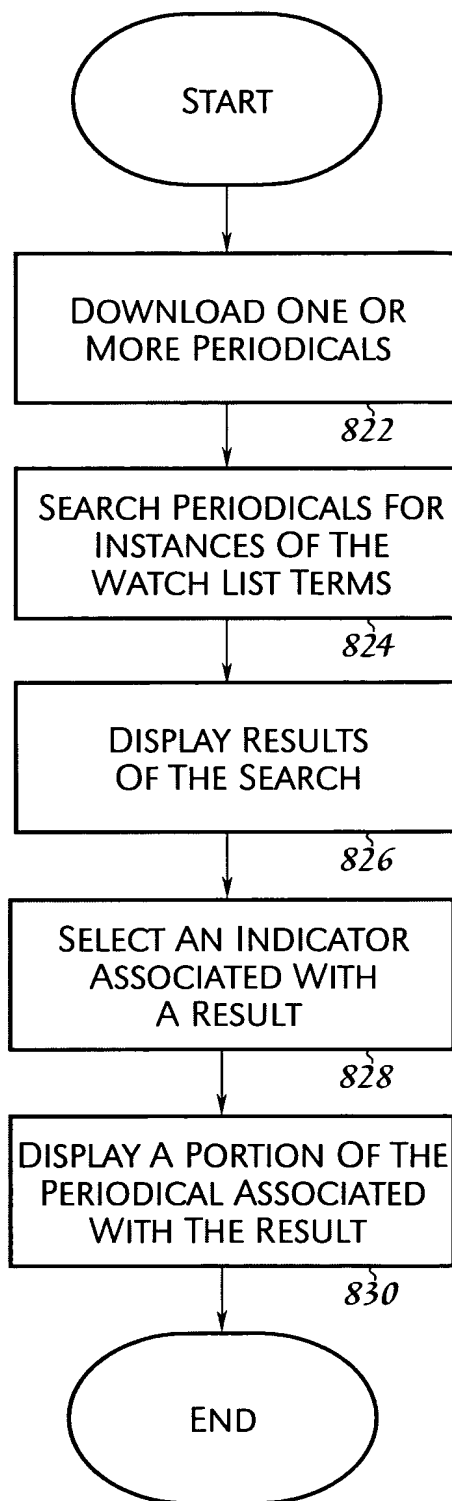 START
DOWNLOAD ONE OR
MORE PERIODICALS
822
SEARCH PERIODICALS FOR
INSTANCES OF THE
WATCH LIST TERMS
824
DISPLAY RESULTS
OF THE SEARCH
826
SELECT AN INDICATOR
ASSOCIATED WITH
A RESULT
828
DISPLAY A PORTION OF THE
PERIODICAL ASSOCIATED
WITH THE RESULT
830
END